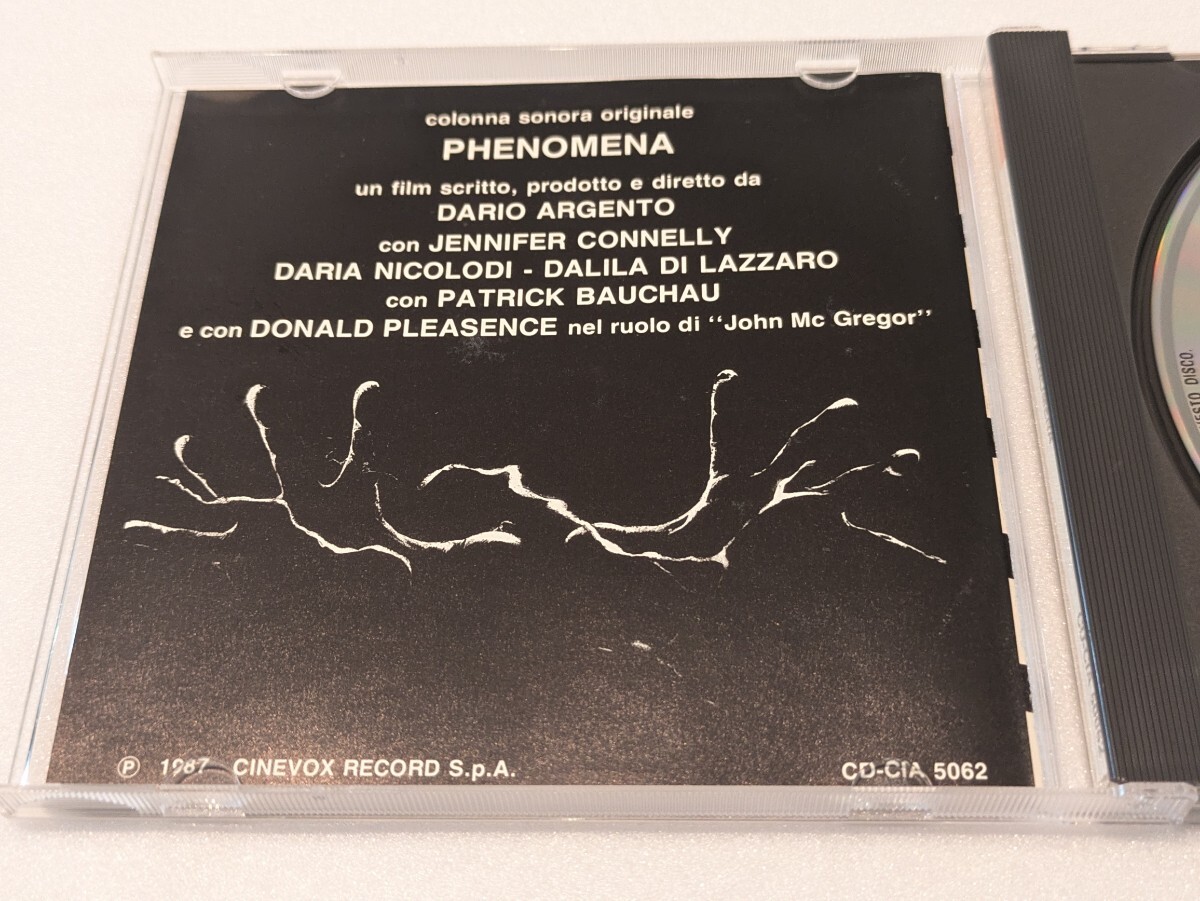 colonna sonora originale
PHENOMENA
un film scritto, prodotto e diretto da
DARIO ARGENTO
con JENNIFER CONNELLY
DARIA NICOLODI - DALILA DI LAZZARO
con PATRICK BAUCHAU
e con DONALD PLEASENCE nel ruolo di "John Mc Gregor"
℗ 1987 CINEVOX RECORD S.p.A.
CD-CIA 5062
DISCO.